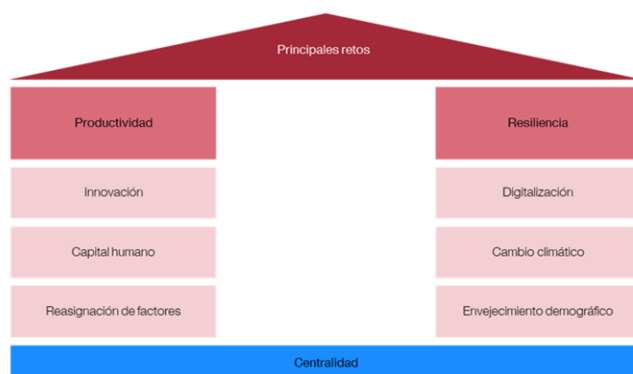 Principales retos
Productividad
Resiliencia
Innovación
Digitalización
Capital humano
Cambio climático
Reasignación de factores
Envejecimiento demográfico
Centralidad